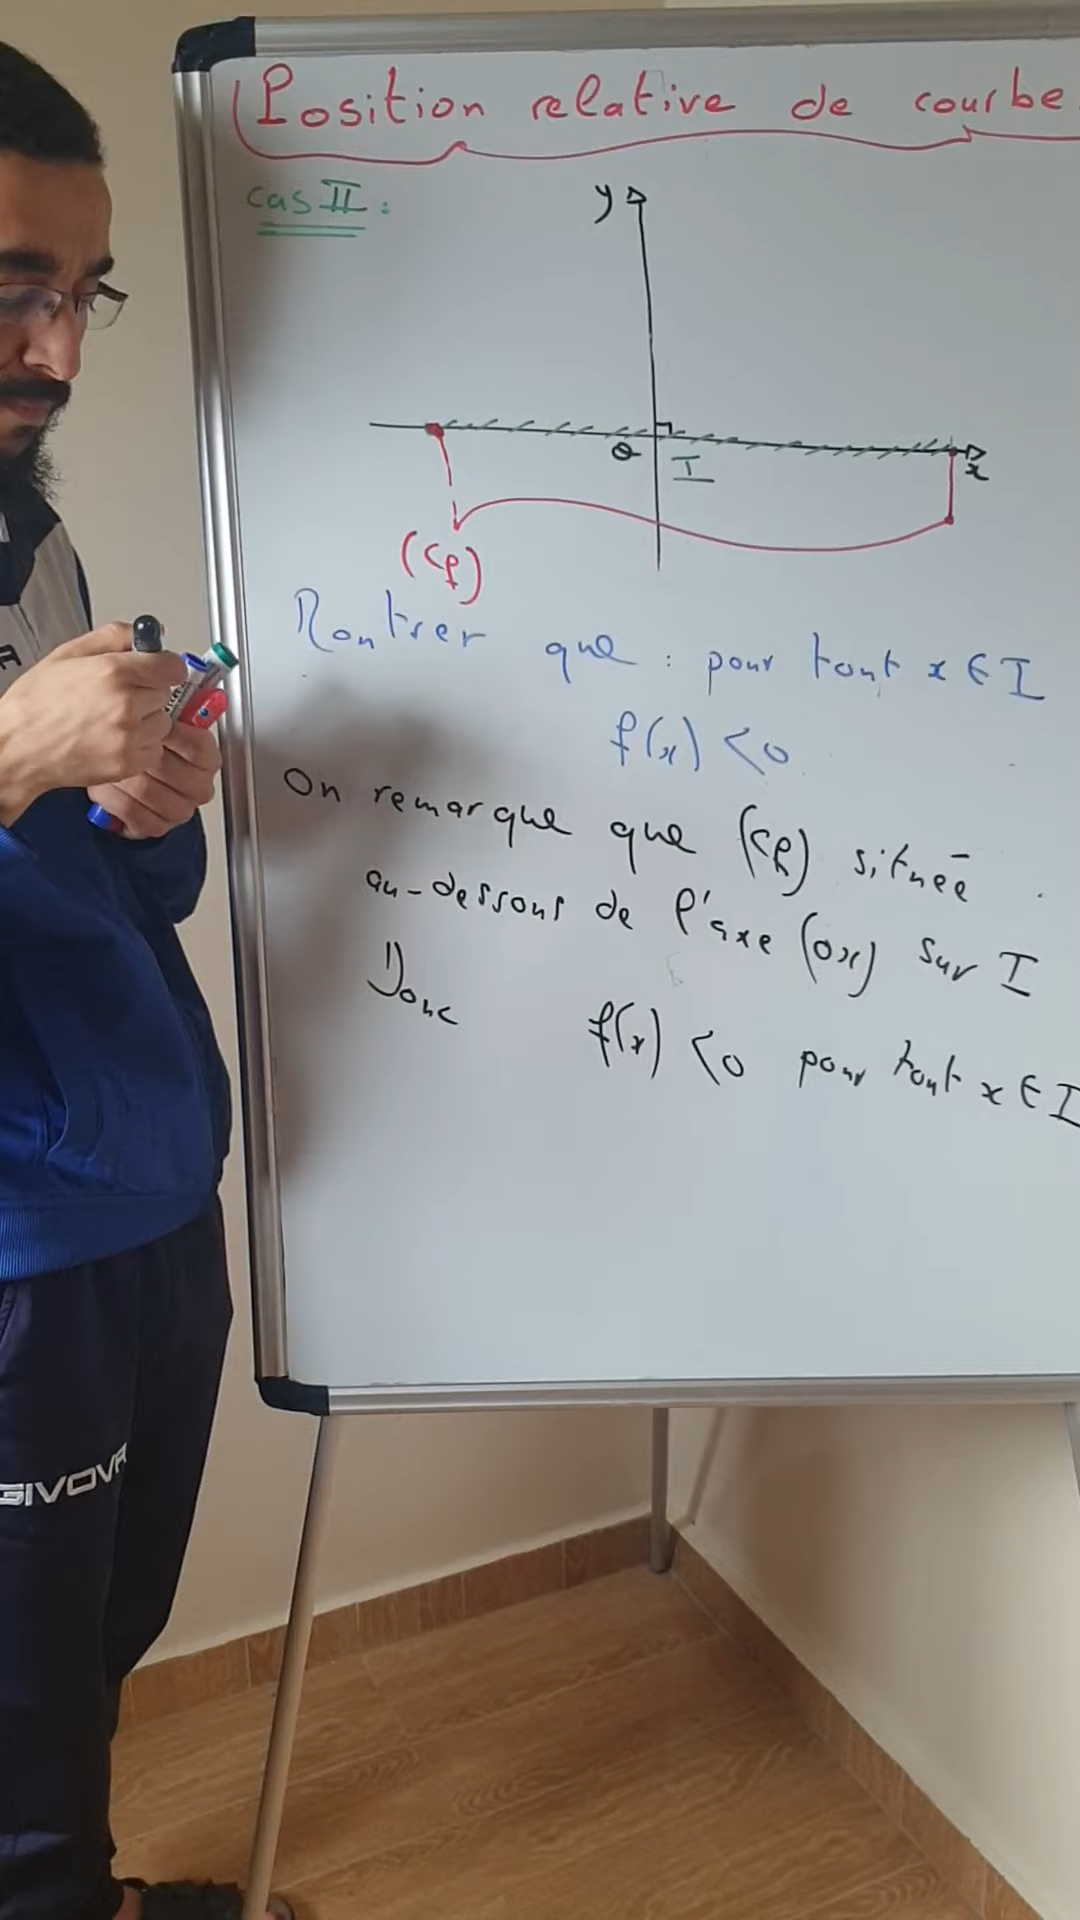 Position relative de courbe
cas II :
y
θ
I
x
(Cf)
Montrer que : pour tout x ∈ I
f(x) < 0
On remarque que (Cf) située
au-dessous de l'axe (ox) sur I
Donc f(x) < 0 pour tout x ∈ I
GIVOVA